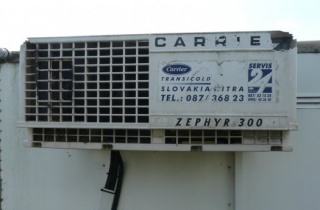 CARRIE
Carrier
TRANSICOLD
SERVIS
24
SLOVAKIA NITRA
TEL.: 087/368 23
ZEPHYR 300